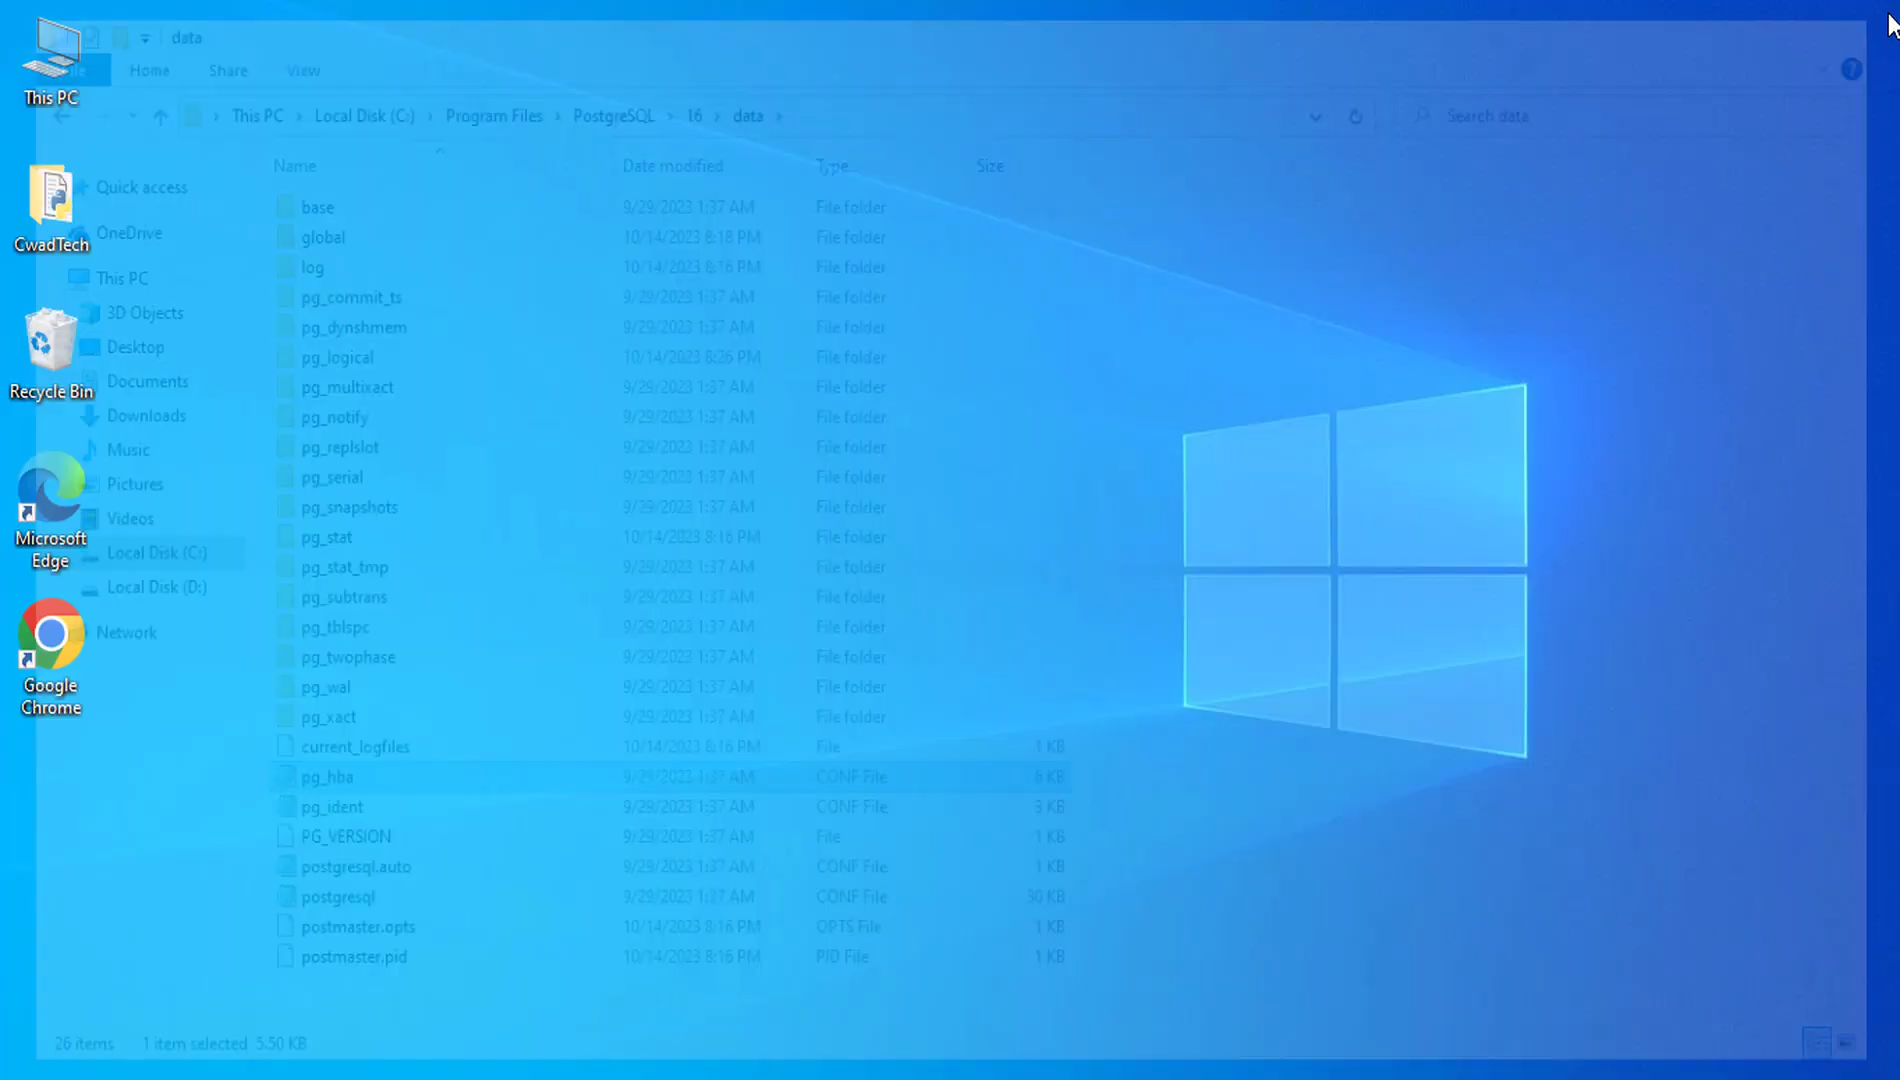 data
Home Share View
This PC Local Disk (C:) Program Files PostgreSQL 16 data
Search data
Name Date modified Type Size
base 9/29/2023 1:37 AM File folder
global 10/14/2023 8:18 PM File folder
log 10/14/2023 8:16 PM File folder
pg_commit_ts 9/29/2023 1:37 AM File folder
pg_dynshmem 9/29/2023 1:37 AM File folder
pg_logical 10/14/2023 8:26 PM File folder
pg_multixact 9/29/2023 1:37 AM File folder
pg_notify 9/29/2023 1:37 AM File folder
pg_replslot 9/29/2023 1:37 AM File folder
pg_serial 9/29/2023 1:37 AM File folder
pg_snapshots 9/29/2023 1:37 AM File folder
pg_stat 10/14/2023 8:16 PM File folder
pg_stat_tmp 9/29/2023 1:37 AM File folder
pg_subtrans 9/29/2023 1:37 AM File folder
pg_tblspc 9/29/2023 1:37 AM File folder
pg_twophase 9/29/2023 1:37 AM File folder
pg_wal 9/29/2023 1:37 AM File folder
pg_xact 9/29/2023 1:37 AM File folder
current_logfiles 10/14/2023 8:16 PM File 1 KB
pg_hba 9/29/2023 1:37 AM CONF File 6 KB
pg_ident 9/29/2023 1:37 AM CONF File 3 KB
PG_VERSION 9/29/2023 1:37 AM File 1 KB
postgresql.auto 9/29/2023 1:37 AM CONF File 1 KB
postgresql 9/29/2023 1:37 AM CONF File 30 KB
postmaster.opts 10/14/2023 8:16 PM OPTS File 1 KB
postmaster.pid 10/14/2023 8:16 PM PID File 1 KB
Quick access
OneDrive
This PC
3D Objects
Desktop
Documents
Downloads
Music
Pictures
Videos
Local Disk (C:)
Local Disk (D:)
Network
26 items 1 item selected 5.50 KB
This PC
CwadTech
Recycle Bin
Microsoft
Edge
Google
Chrome